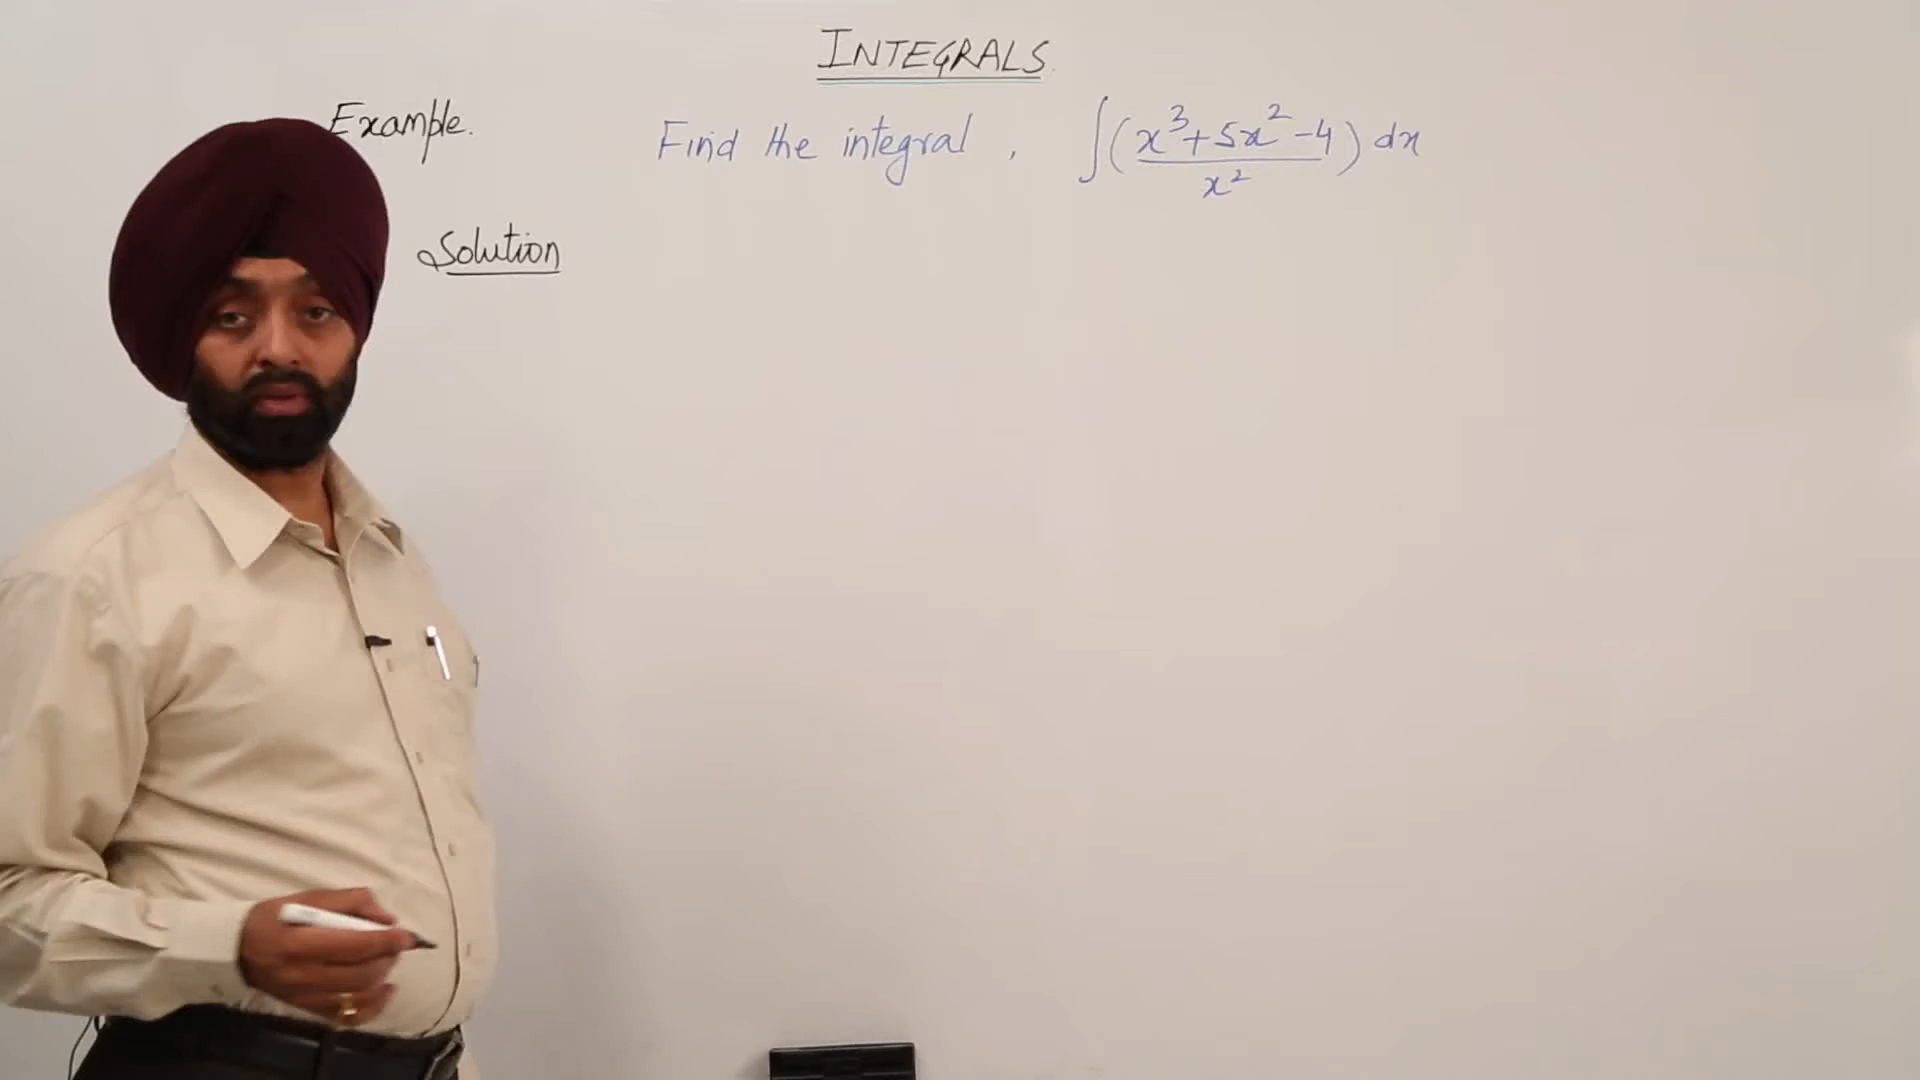 INTEGRALS.
Example.
Find the integral, ∫(x³+5x²-4/x²) dx
Solution